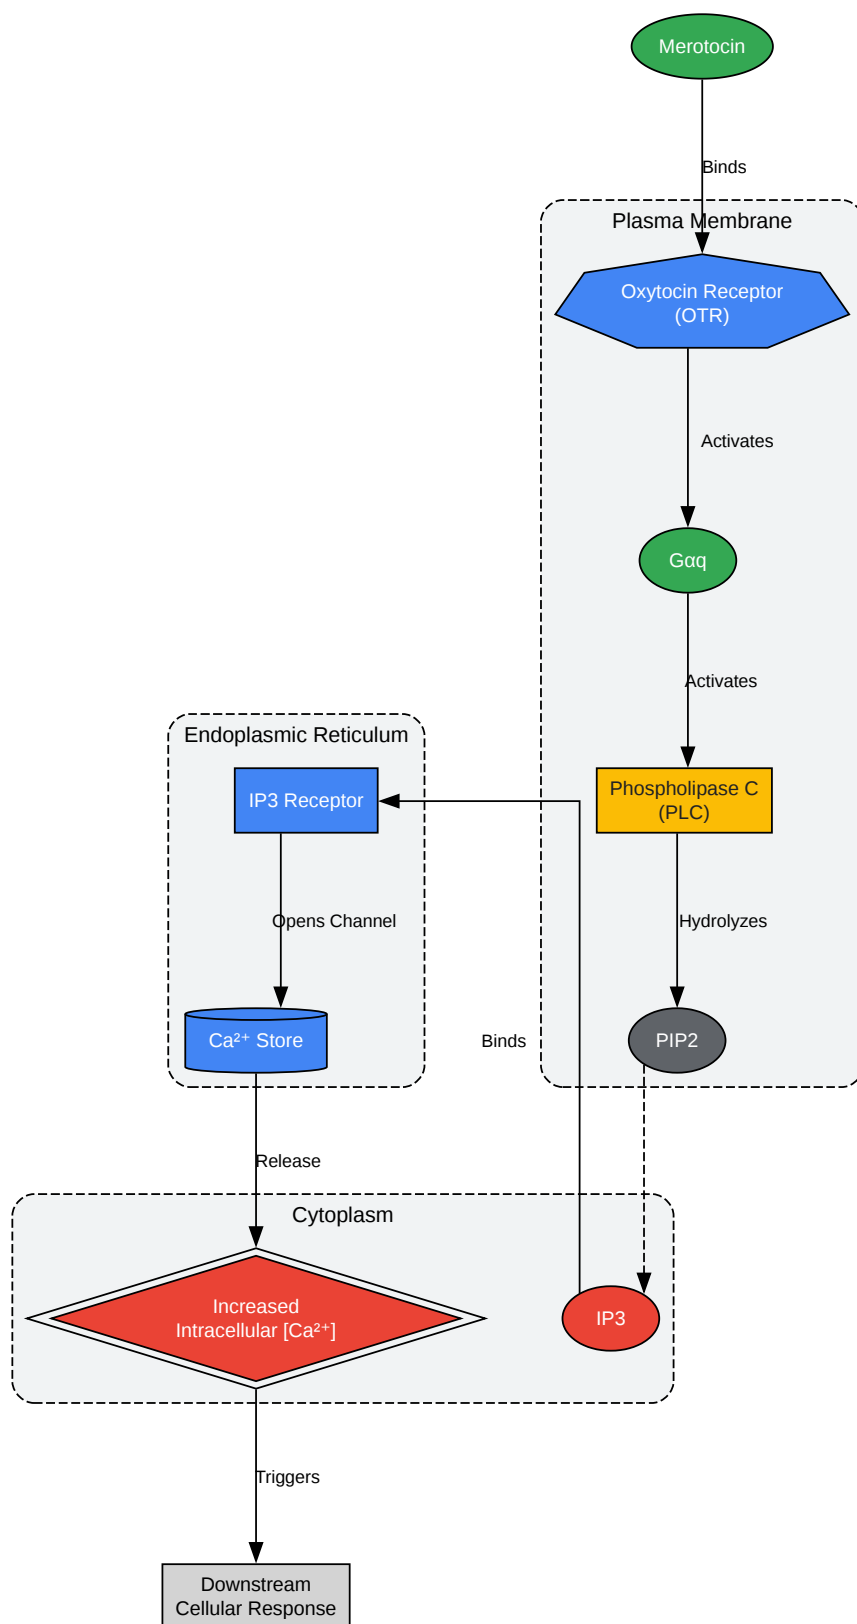 Merotocin
Binds
Plasma Membrane
Oxytocin Receptor
(OTR)
Activates
Gαq
Activates
Endoplasmic Reticulum
IP3 Receptor
Phospholipase C
(PLC)
Opens Channel
Hydrolyzes
Ca²⁺ Store
Binds
PIP2
Release
Cytoplasm
Increased
Intracellular [Ca²⁺]
IP3
Triggers
Downstream
Cellular Response